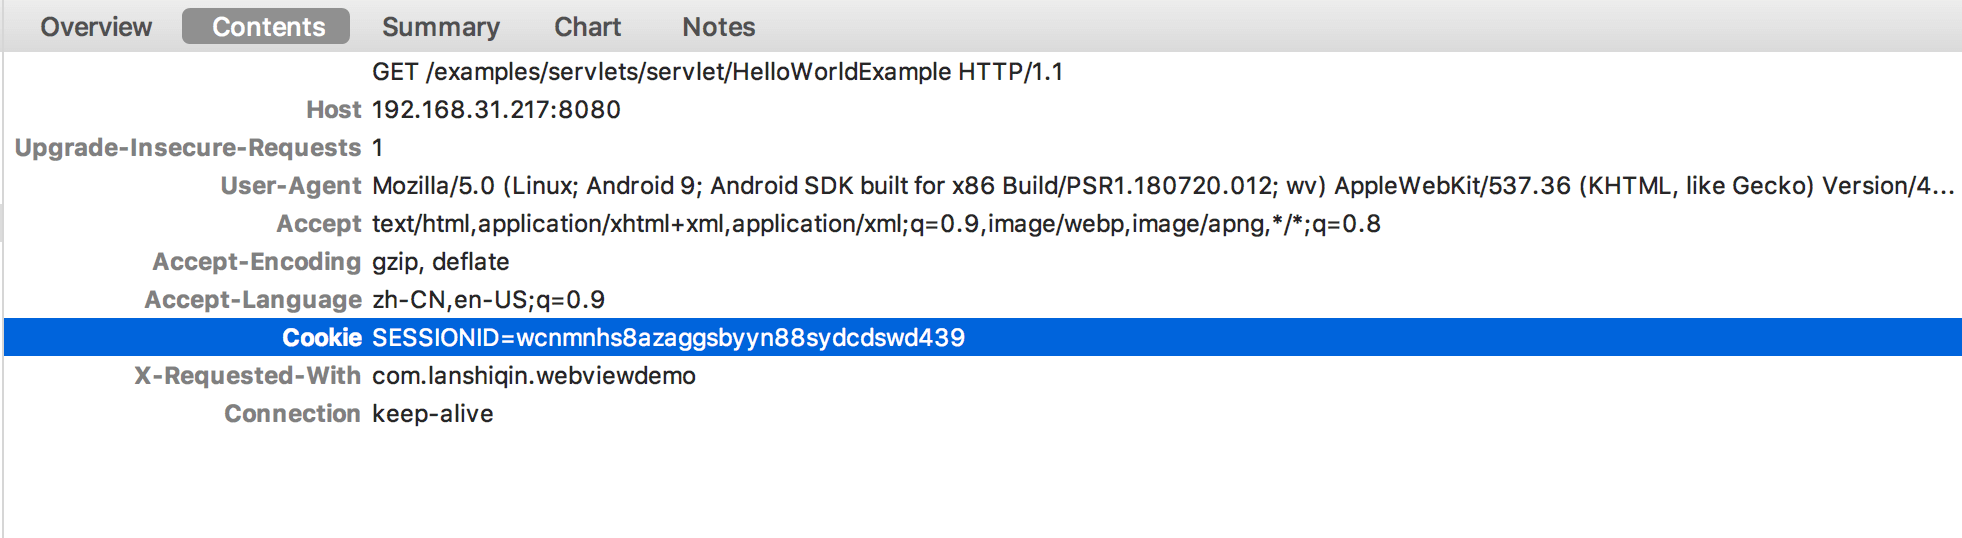 Overview Contents Summary Chart Notes
GET /examples/servlets/servlet/HelloWorldExample HTTP/1.1
Host 192.168.31.217:8080
Upgrade-Insecure-Requests 1
User-Agent Mozilla/5.0 (Linux; Android 9; Android SDK built for x86 Build/PSR1.180720.012; wv) AppleWebKit/537.36 (KHTML, like Gecko) Version/4...
Accept text/html,application/xhtml+xml,application/xml;q=0.9,image/webp,image/apng,*/*;q=0.8
Accept-Encoding gzip, deflate
Accept-Language zh-CN,en-US;q=0.9
Cookie SESSIONID=wcnmnhs8azaggsbyyn88sydcdswd439
X-Requested-With com.lanshiqin.webviewdemo
Connection keep-alive